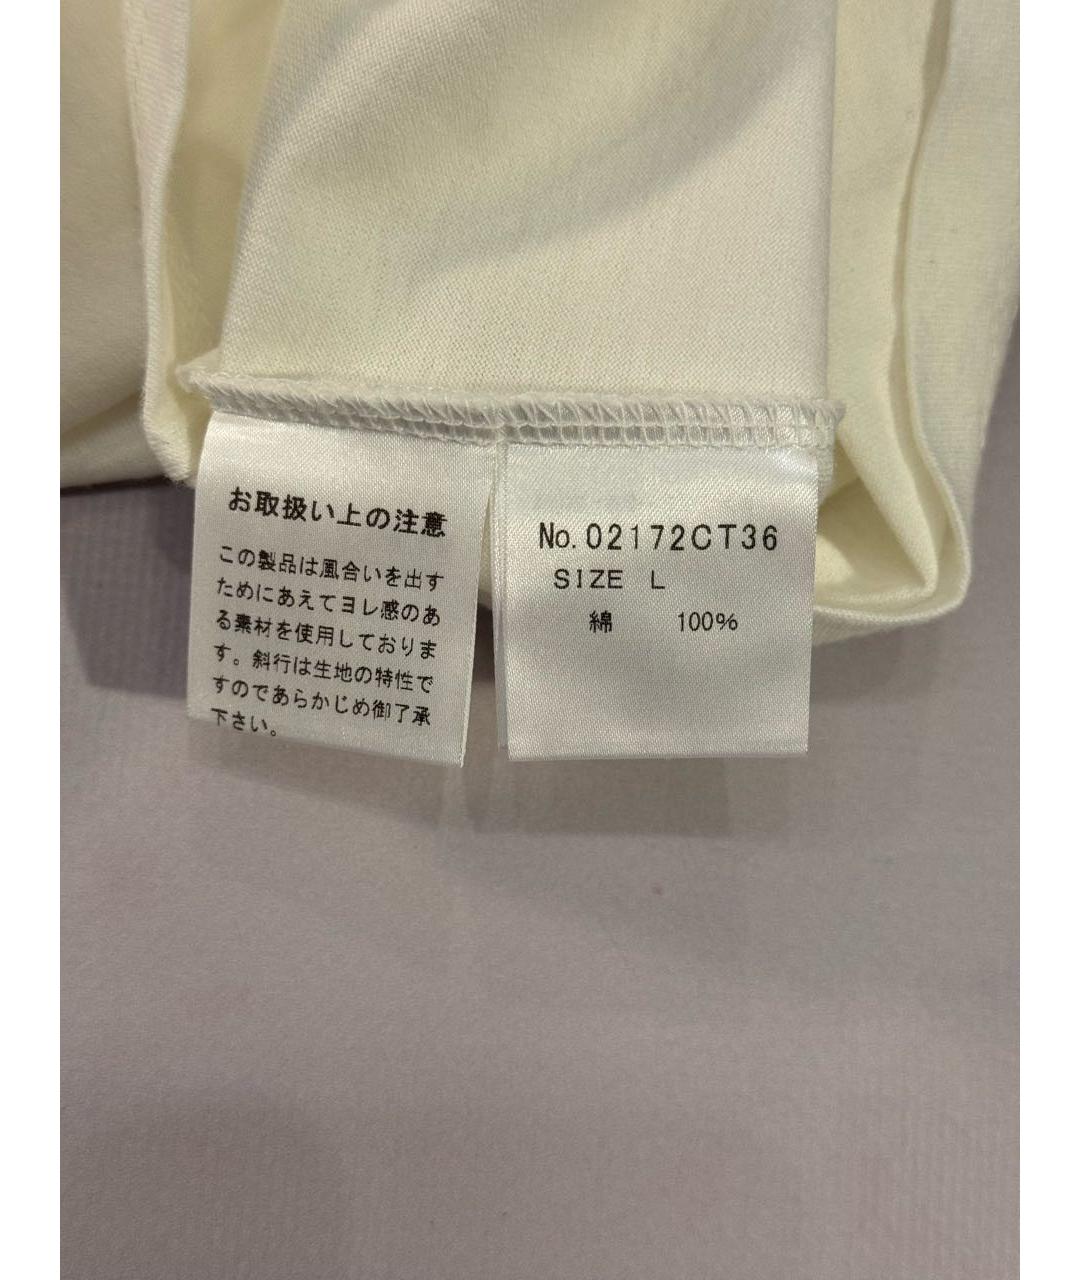 お取扱い上の注意
この製品は風合いを出す
ためにあえてヨレ感のあ
る素材を使用しておりま
す。斜行は生地の特性で
すのであらかじめ御了承
下さい。
No. 02172CT36
SIZE L
綿 100%